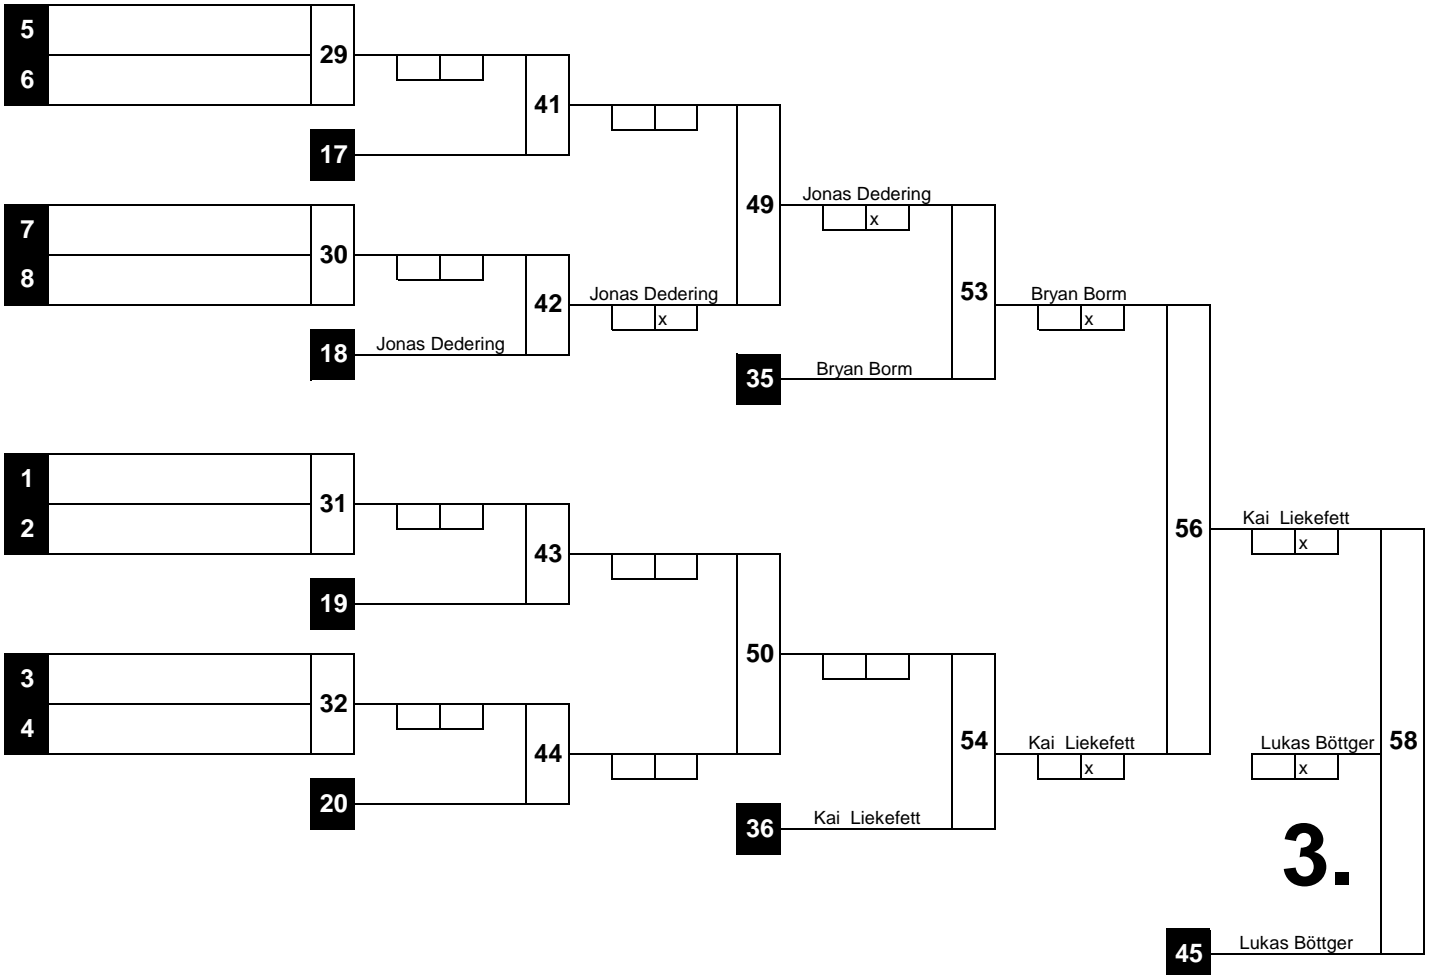 5
29
6
41
17
Jonas Dedering
7
49
x
30
8
53
Jonas Dedering
Bryan Borm
42
x
x
18
Jonas Dedering
35
Bryan Borm
1
31
2
Kai  Liekefett
56
x
43
19
50
3
32
4
54
Kai  Liekefett
Lukas Böttger
58
44
x
x
20
36
Kai  Liekefett
3.
45
Lukas Böttger